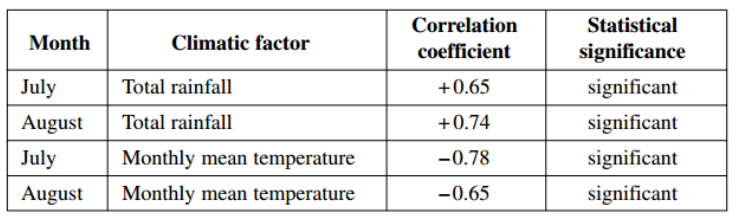 Month Climatic factor Correlation coefficient Statistical significance
July Total rainfall +0.65 significant
August Total rainfall +0.74 significant
July Monthly mean temperature −0.78 significant
August Monthly mean temperature −0.65 significant